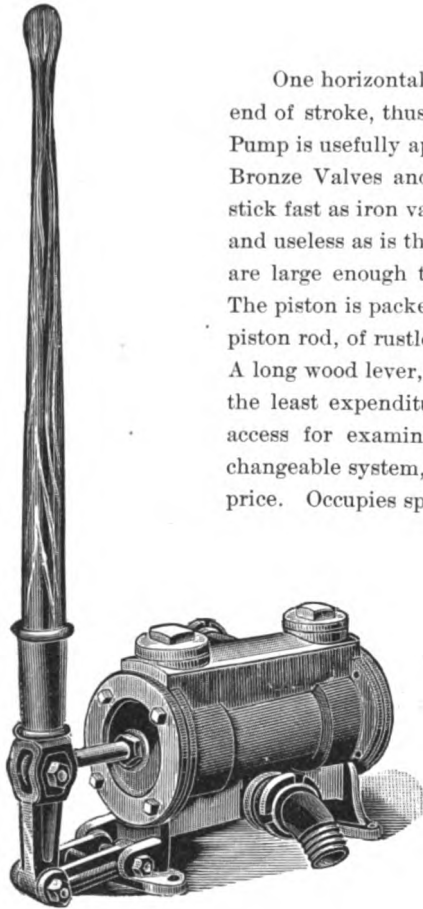 One horizontal
end of stroke, thus
Pump is usefully ap
Bronze Valves and
stick fast as iron va
and useless as is th
are large enough t
The piston is packe
piston rod, of rustle
A long wood lever,
the least expenditu
access for examin
changeable system,
price. Occupies sp